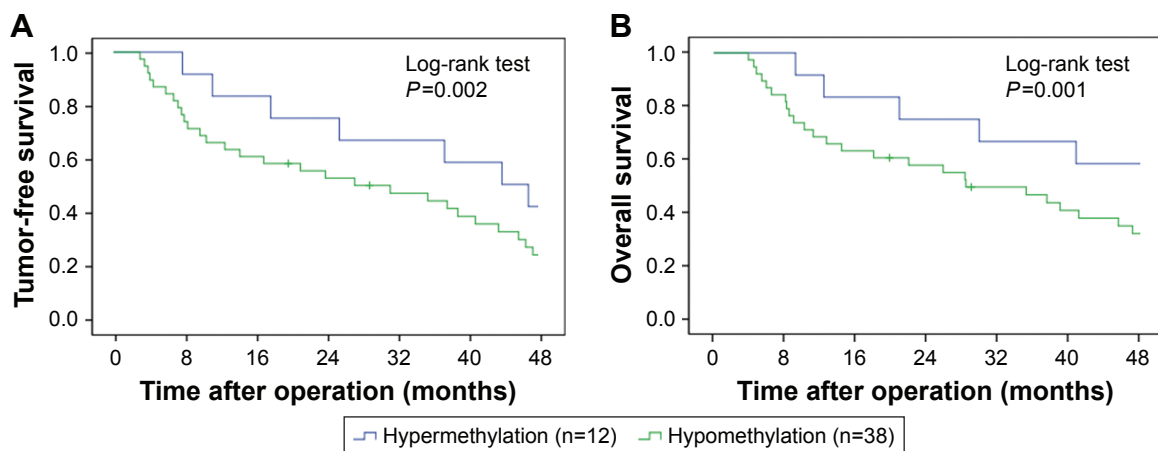 A
Tumor-free survival
1.0
0.8
0.6
0.4
0.2
0.0
Log-rank test
P=0.002
0 8 16 24 32 40 48
Time after operation (months)
B
Overall survival
1.0
0.8
0.6
0.4
0.2
0.0
Log-rank test
P=0.001
0 8 16 24 32 40 48
Time after operation (months)
Hypermethylation (n=12) Hypomethylation (n=38)